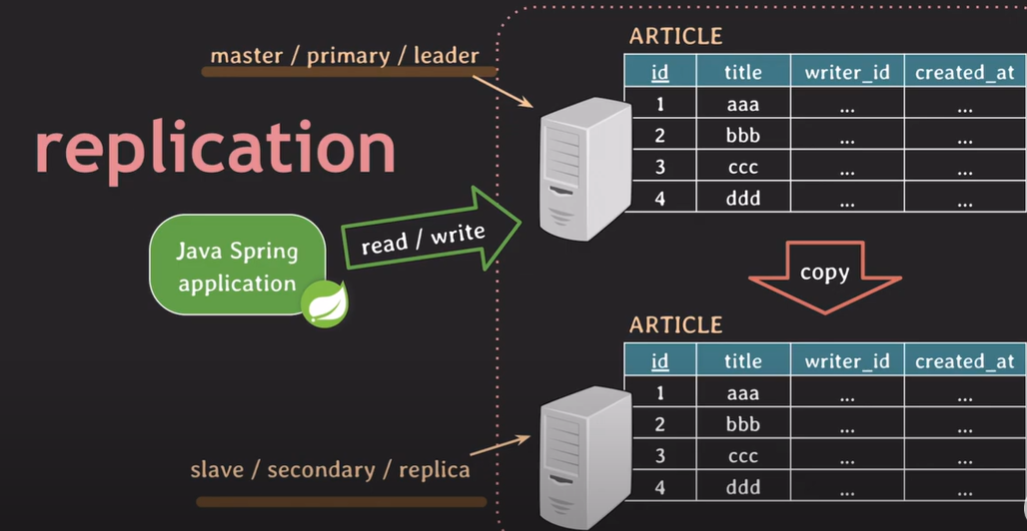 master / primary / leader
replication
Java Spring
application
read / write
ARTICLE
id title writer_id created_at
1 aaa ... ...
2 bbb ... ...
3 ccc ... ...
4 ddd ... ...
copy
ARTICLE
id title writer_id created_at
1 aaa ... ...
2 bbb ... ...
3 ccc ... ...
4 ddd ... ...
slave / secondary / replica